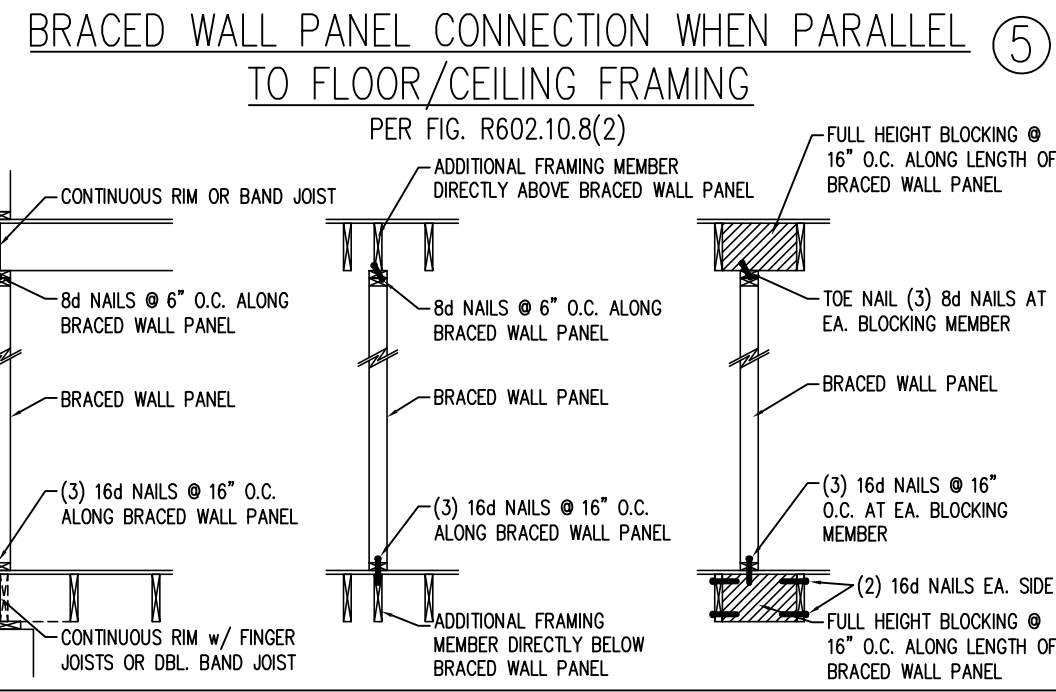 BRACED WALL PANEL CONNECTION WHEN PARALLEL
TO FLOOR/CEILING FRAMING
5
PER FIG. R602.10.8(2)
CONTINUOUS RIM OR BAND JOIST
8d NAILS @ 6" O.C. ALONG
BRACED WALL PANEL
BRACED WALL PANEL
(3) 16d NAILS @ 16" O.C.
ALONG BRACED WALL PANEL
CONTINUOUS RIM w/ FINGER
JOISTS OR DBL. BAND JOIST
ADDITIONAL FRAMING MEMBER
DIRECTLY ABOVE BRACED WALL PANEL
8d NAILS @ 6" O.C. ALONG
BRACED WALL PANEL
BRACED WALL PANEL
(3) 16d NAILS @ 16" O.C.
ALONG BRACED WALL PANEL
ADDITIONAL FRAMING
MEMBER DIRECTLY BELOW
BRACED WALL PANEL
FULL HEIGHT BLOCKING @
16" O.C. ALONG LENGTH OF
BRACED WALL PANEL
TOE NAIL (3) 8d NAILS AT
EA. BLOCKING MEMBER
BRACED WALL PANEL
(3) 16d NAILS @ 16"
O.C. AT EA. BLOCKING
MEMBER
(2) 16d NAILS EA. SIDE
FULL HEIGHT BLOCKING @
16" O.C. ALONG LENGTH OF
BRACED WALL PANEL